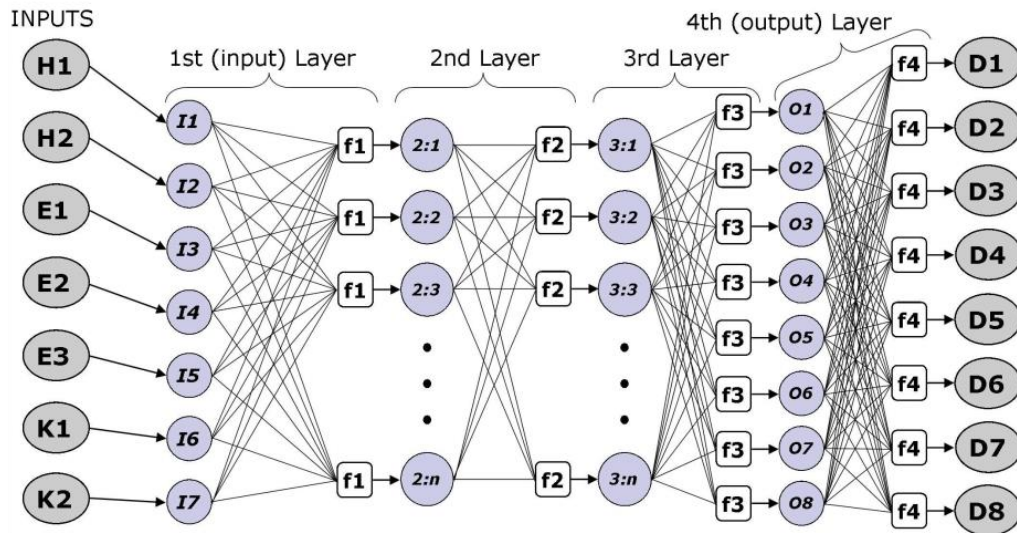 INPUTS
4th (output) Layer
1st (input) Layer
2nd Layer
3rd Layer
H1
H2
E1
E2
E3
K1
K2
I1
I2
I3
I4
I5
I6
I7
f1
f1
f1
f1
2:1
2:2
2:3
2:n
f2
f2
f2
f2
3:1
3:2
3:3
3:n
f3
f3
f3
f3
f3
f3
f3
f3
O1
O2
O3
O4
O5
O6
O7
O8
f4
f4
f4
f4
f4
f4
f4
f4
D1
D2
D3
D4
D5
D6
D7
D8